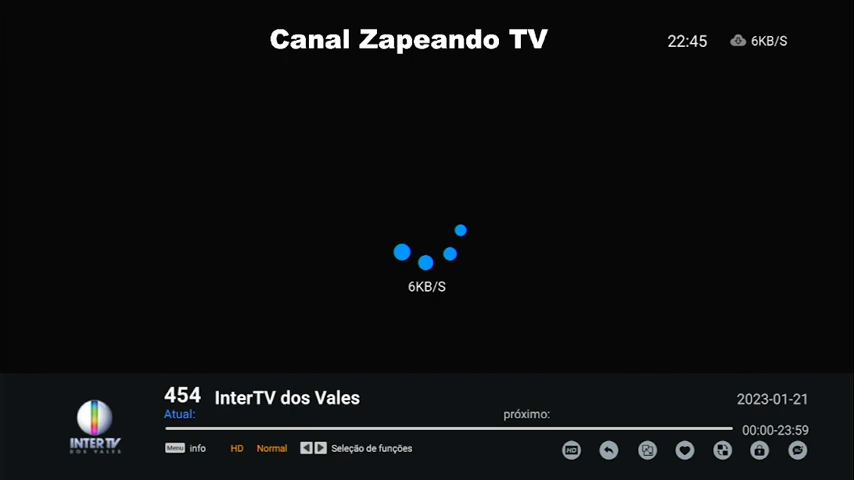 Canal Zapeando TV
22:45
6KB/S
6KB/S
454 InterTV dos Vales
2023-01-21
Atual:
próximo:
00:00-23:59
INTER TV
DOS VALES
Menu info HD Normal Seleção de funções
HD